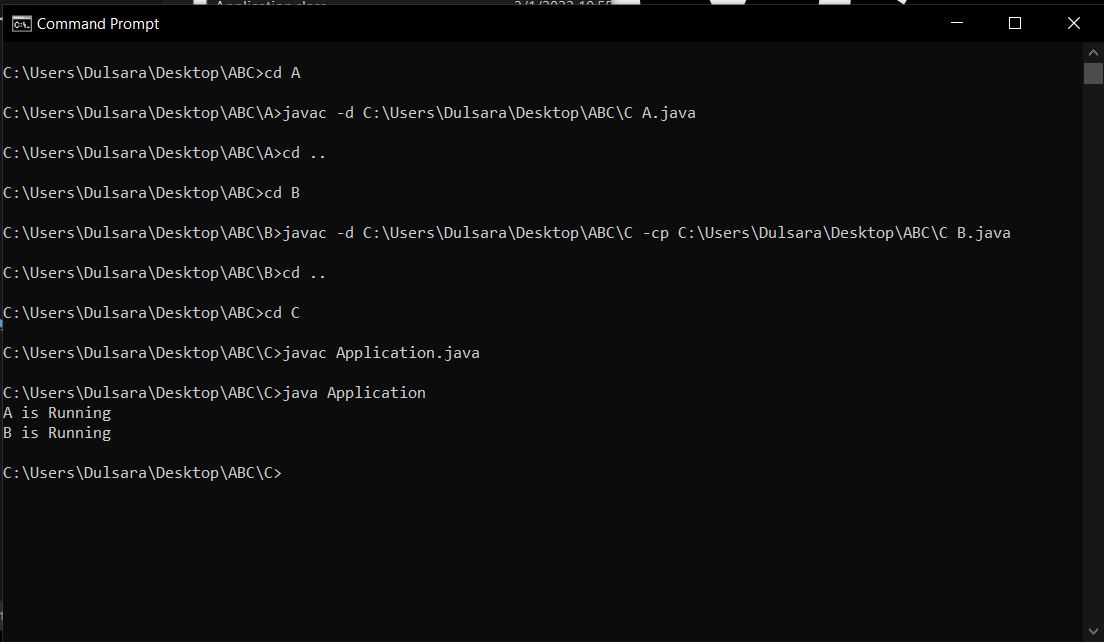 Command Prompt
C:\Users\Dulsara\Desktop\ABC>cd A
C:\Users\Dulsara\Desktop\ABC\A>javac -d C:\Users\Dulsara\Desktop\ABC\C A.java
C:\Users\Dulsara\Desktop\ABC\A>cd ..
C:\Users\Dulsara\Desktop\ABC>cd B
C:\Users\Dulsara\Desktop\ABC\B>javac -d C:\Users\Dulsara\Desktop\ABC\C -cp C:\Users\Dulsara\Desktop\ABC\C B.java
C:\Users\Dulsara\Desktop\ABC\B>cd ..
C:\Users\Dulsara\Desktop\ABC>cd C
C:\Users\Dulsara\Desktop\ABC\C>javac Application.java
C:\Users\Dulsara\Desktop\ABC\C>java Application
A is Running
B is Running
C:\Users\Dulsara\Desktop\ABC\C>